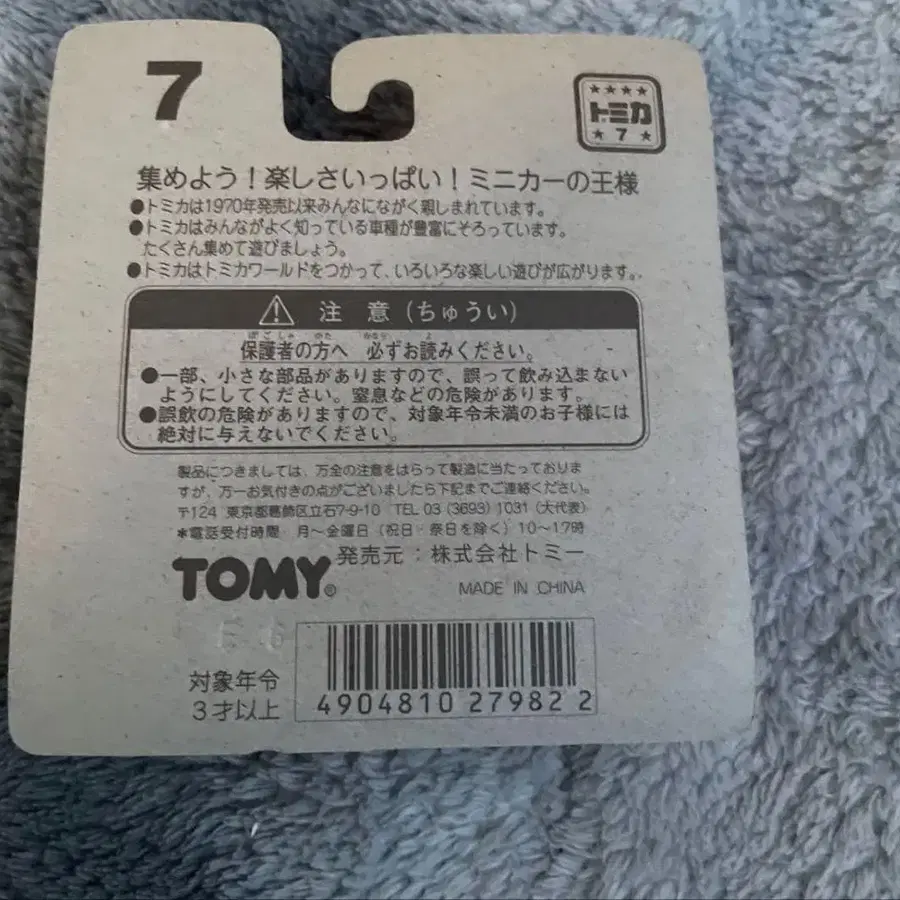 7
★★★★
トミカ
★7★
集めよう!楽しさいっぱい!ミニカーの王様
●トミカは1970年発売以来みんなにながく親しまれています。
●トミカはみんながよく知っている車種が豊富にそろっています。
たくさん集めて遊びましょう。
●トミカはトミカワールドをつかって、いろいろな楽しい遊びが広がります。
注 意(ちゅうい)
ほごしゃ のかた かなら よ
保護者の方へ 必ずお読みください。
●一部、小さな部品がありますので、誤って飲み込まない
ようにしてください。窒息などの危険があります。
●誤飲の危険がありますので、対象年令未満のお子様には
絶対に与えないでください。
製品につきましては、万全の注意をはらって製造に当たっておりま
すが、万一お気付きの点がございましたら下記までご連絡ください。
〒124 東京都葛飾区立石7-9-10 TEL 03 (3693) 1031 (大代表)
*電話受付時間 月〜金曜日(祝日・祭日を除く)10〜17時
TOMY® 発売元:株式会社トミー
MADE IN CHINA
対象年令
3才以上
4904810 27982 2